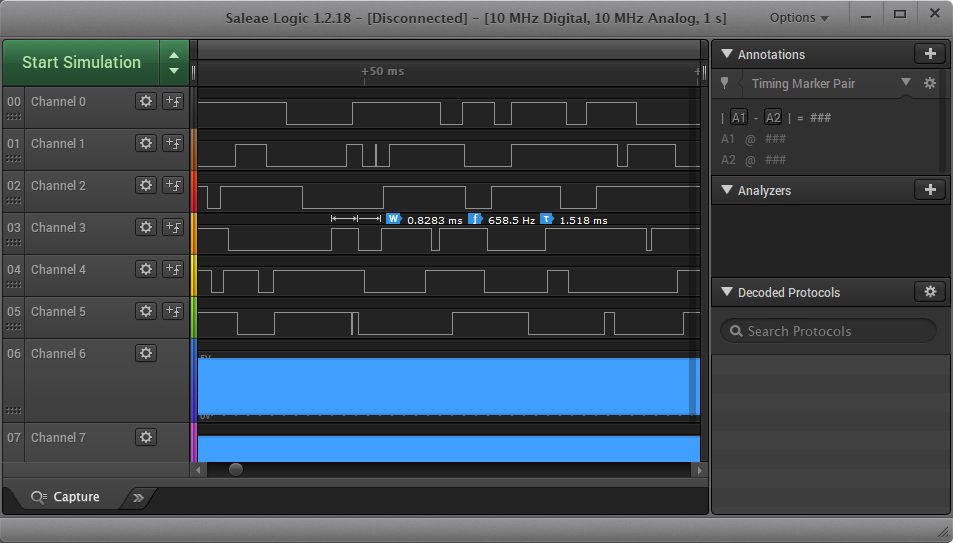 Saleae Logic 1.2.18 - [Disconnected] - [10 MHz Digital, 10 MHz Analog, 1 s]
Options
Start Simulation
+50 ms
+
00 Channel 0
01 Channel 1
02 Channel 2
W 0.8283 ms f 658.5 Hz τ 1.518 ms
03 Channel 3
04 Channel 4
05 Channel 5
06 Channel 6
07 Channel 7
Capture
Annotations
Timing Marker Pair
| A1 - A2 | = ###
A1 @ ###
A2 @ ###
Analyzers
Decoded Protocols
Search Protocols